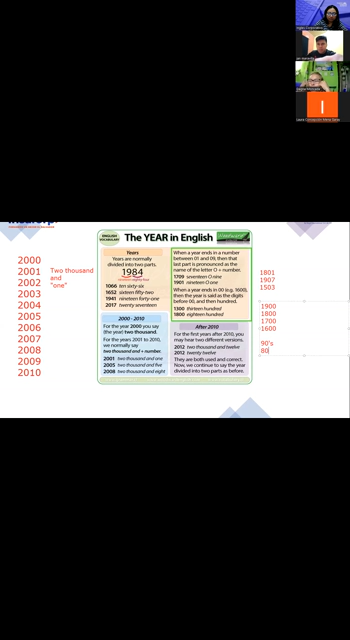 ENGLISH
VOCABULARY
The YEAR in English
Woodward
Years
Years are normally
divided into two parts.
1984
nineteen eighty-four
1066 ten sixty-six
1652 sixteen fifty-two
1941 nineteen forty-one
2017 twenty seventeen
When a year ends in a number
between 01 and 09, then that
last part is pronounced as the
name of the letter O + number.
1709 seventeen O nine
1901 nineteen O one
When a year ends in 00 (e.g. 1600),
then the year is said as the digits
before 00, and then hundred.
1300 thirteen hundred
1800 eighteen hundred
2000 - 2010
For the year 2000 you say
(the year) two thousand.
For the years 2001 to 2010,
we normally say
two thousand and + number.
2001 two thousand and one
2005 two thousand and five
2008 two thousand and eight
After 2010
For the first years after 2010, you
may hear two different versions.
2012 two thousand and twelve
2012 twenty twelve
They are both used and correct.
Now, we continue to say the year
divided into two parts as before.
2000
2001
2002
2003
2004
2005
2006
2007
2008
2009
2010
Two thousand
and
"one"
1801
1907
1503
1900
1800
1700
1600
90's
80
I